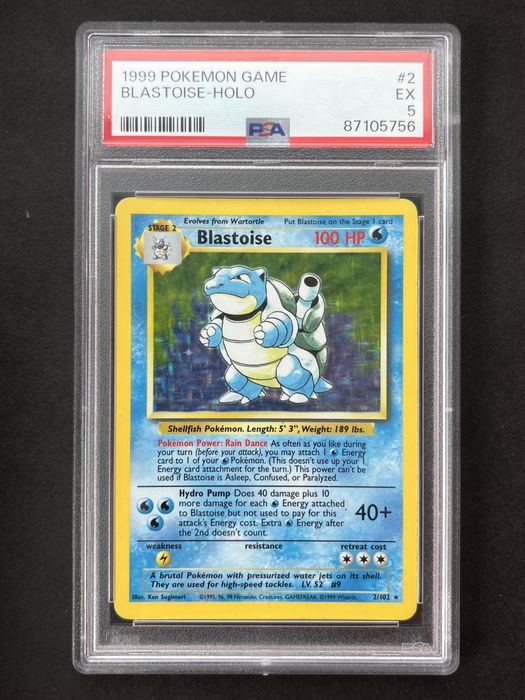 1999 POKEMON GAME #2
BLASTOISE-HOLO EX
5
PSA 87105756
Evolves from Wartortle Put Blastoise on the Stage 1 card
STAGE 2
Blastoise 100 HP
Shellfish Pokémon. Length: 5' 3", Weight: 189 lbs.
Pokémon Power: Rain Dance As often as you like during
your turn (before your attack), you may attach 1
Energy card to 1 of your Pokémon. (This doesn't use up your 1
Energy card attachment for the turn.) This power can't be
used if Blastoise is Asleep, Confused, or Paralyzed.
Hydro Pump Does 40 damage plus 10
more damage for each Energy attached
to Blastoise but not used to pay for this
attack's Energy cost. Extra Energy after
the 2nd doesn't count.
40+
weakness resistance retreat cost
A brutal Pokémon with pressurized water jets on its shell.
They are used for high-speed tackles. LV. 52 #9
Illus. Ken Sugimori ©1995, 96, 98 Nintendo, Creatures, GAMEFREAK. ©1999 Wizards. 2/102 ★
PSA